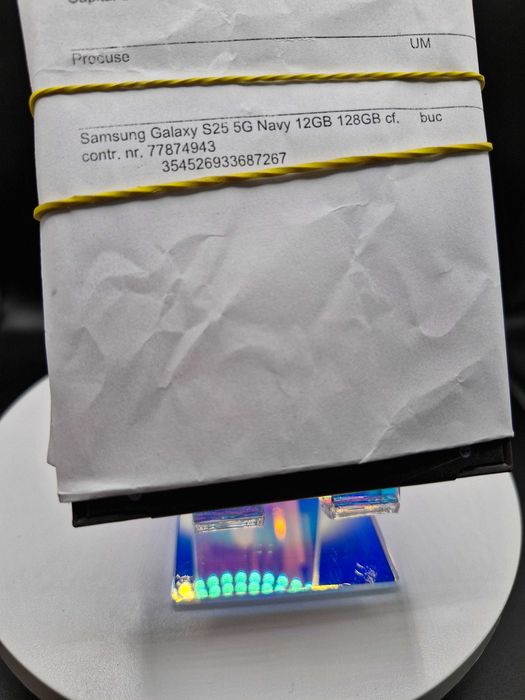 Procuse UM
Samsung Galaxy S25 5G Navy 12GB 128GB cf. buc
contr. nr. 77874943
354526933687267